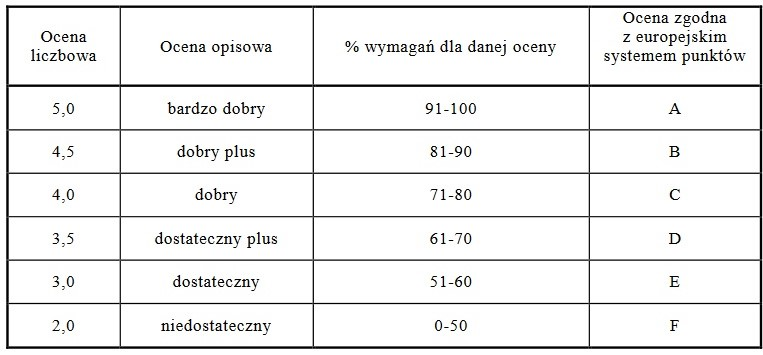 Ocena liczbowa	Ocena opisowa	% wymagań dla danej oceny	Ocena zgodna z europejskim systemem punktów
5,0	bardzo dobry	91-100	A
4,5	dobry plus	81-90	B
4,0	dobry	71-80	C
3,5	dostateczny plus	61-70	D
3,0	dostateczny	51-60	E
2,0	niedostateczny	0-50	F